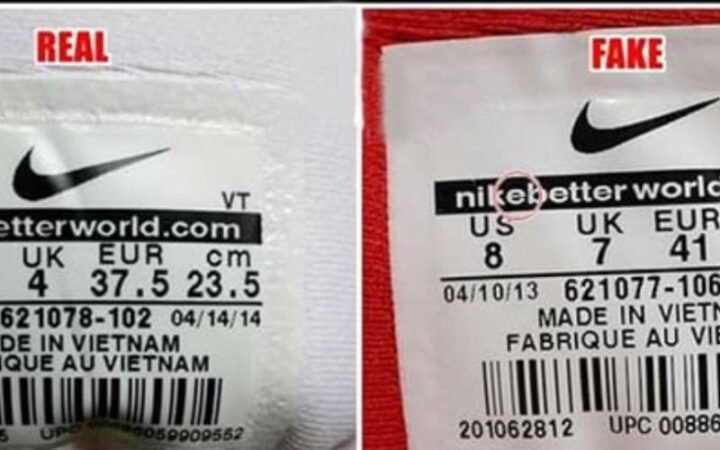 REAL
VT
etterworld.com
UK EUR cm
4 37.5 23.5
621078-102 04/14/14
DE IN VIETNAM
IQUE AU VIETNAM
UPC
FAKE
nikebetter world
US UK EUR
8 7 41
04/10/13 621077-106
MADE IN VIETN
FABRIQUE AU VIE
201062812 UPC 00886